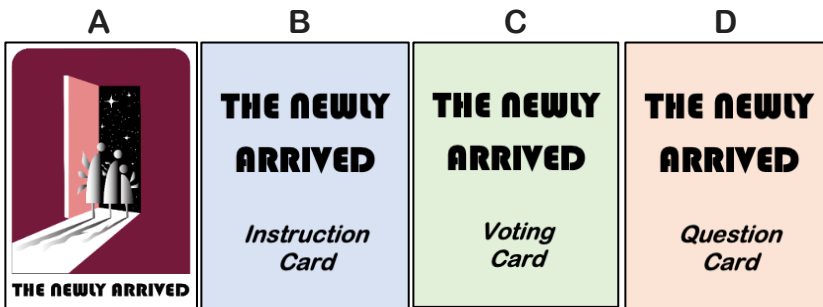 A B C D
THE NEWLY ARRIVED
THE NEWLY
ARRIVED
Instruction
Card
THE NEWLY
ARRIVED
Voting
Card
THE NEWLY
ARRIVED
Question
Card